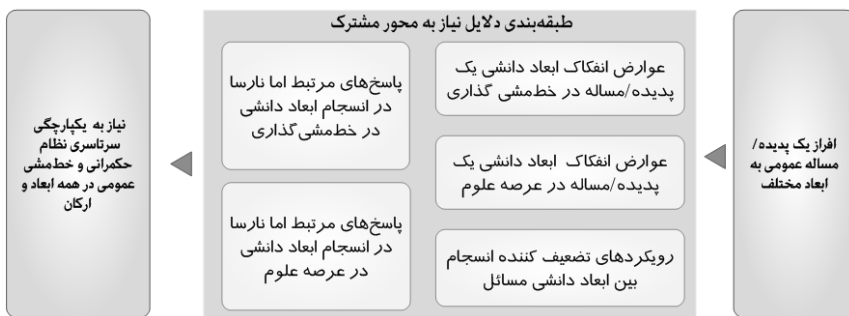 طبقه‌بندی دلایل نیاز به محور مشترک
افراز یک پدیده/
مساله عمومی به
ابعاد مختلف
عوارض انفکاک ابعاد دانشی یک
پدیده/مساله در خط‌مشی گذاری
عوارض انفکاک ابعاد دانشی یک
پدیده/مساله در عرصه علوم
رویکردهای تضعیف کننده انسجام
بین ابعاد دانشی مسائل
پاسخ‌های مرتبط اما نارسا
در انسجام ابعاد دانشی
در خط‌مشی‌گذاری
پاسخ‌های مرتبط اما نارسا
در انسجام ابعاد دانشی
در عرصه علوم
نیاز به یکپارچگی
سرتاسری نظام
حکمرانی و خط‌مشی
عمومی در همه ابعاد و
ارکان